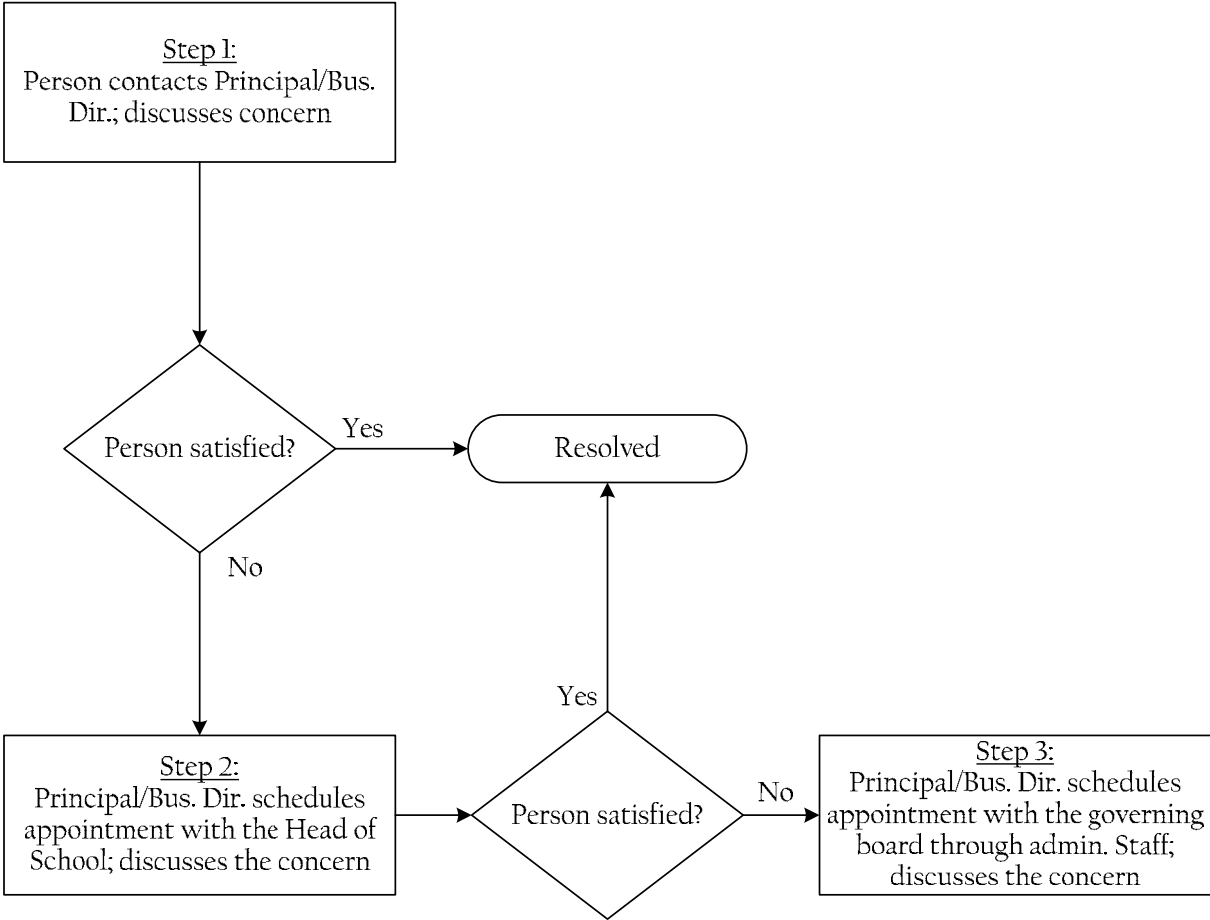 Step 1:
Person contacts Principal/Bus.
Dir.; discusses concern
Person satisfied?
Yes
Resolved
No
Step 2:
Principal/Bus. Dir. schedules
appointment with the Head of
School; discusses the concern
Yes
Person satisfied?
No
Step 3:
Principal/Bus. Dir. schedules
appointment with the governing
board through admin. Staff;
discusses the concern